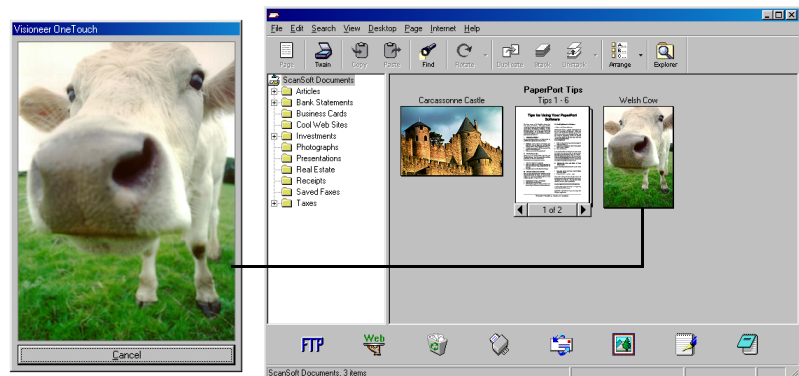 Visioneer OneTouch
Cancel
File Edit Search View Desktop Page Internet Help
Page Twain Copy Paste Find Rotate Duplicate Stack Unstack Arrange Explorer
ScanSoft Documents
Articles
Bank Statements
Business Cards
Cool Web Sites
Investments
Photographs
Presentations
Real Estate
Receipts
Saved Faxes
Taxes
PaperPort Tips
Carcassonne Castle Tips 1 - 6 Welsh Cow
Tips for Using Your PaperPort
Software
1 of 2
FTP Web
ScanSoft Documents, 3 items